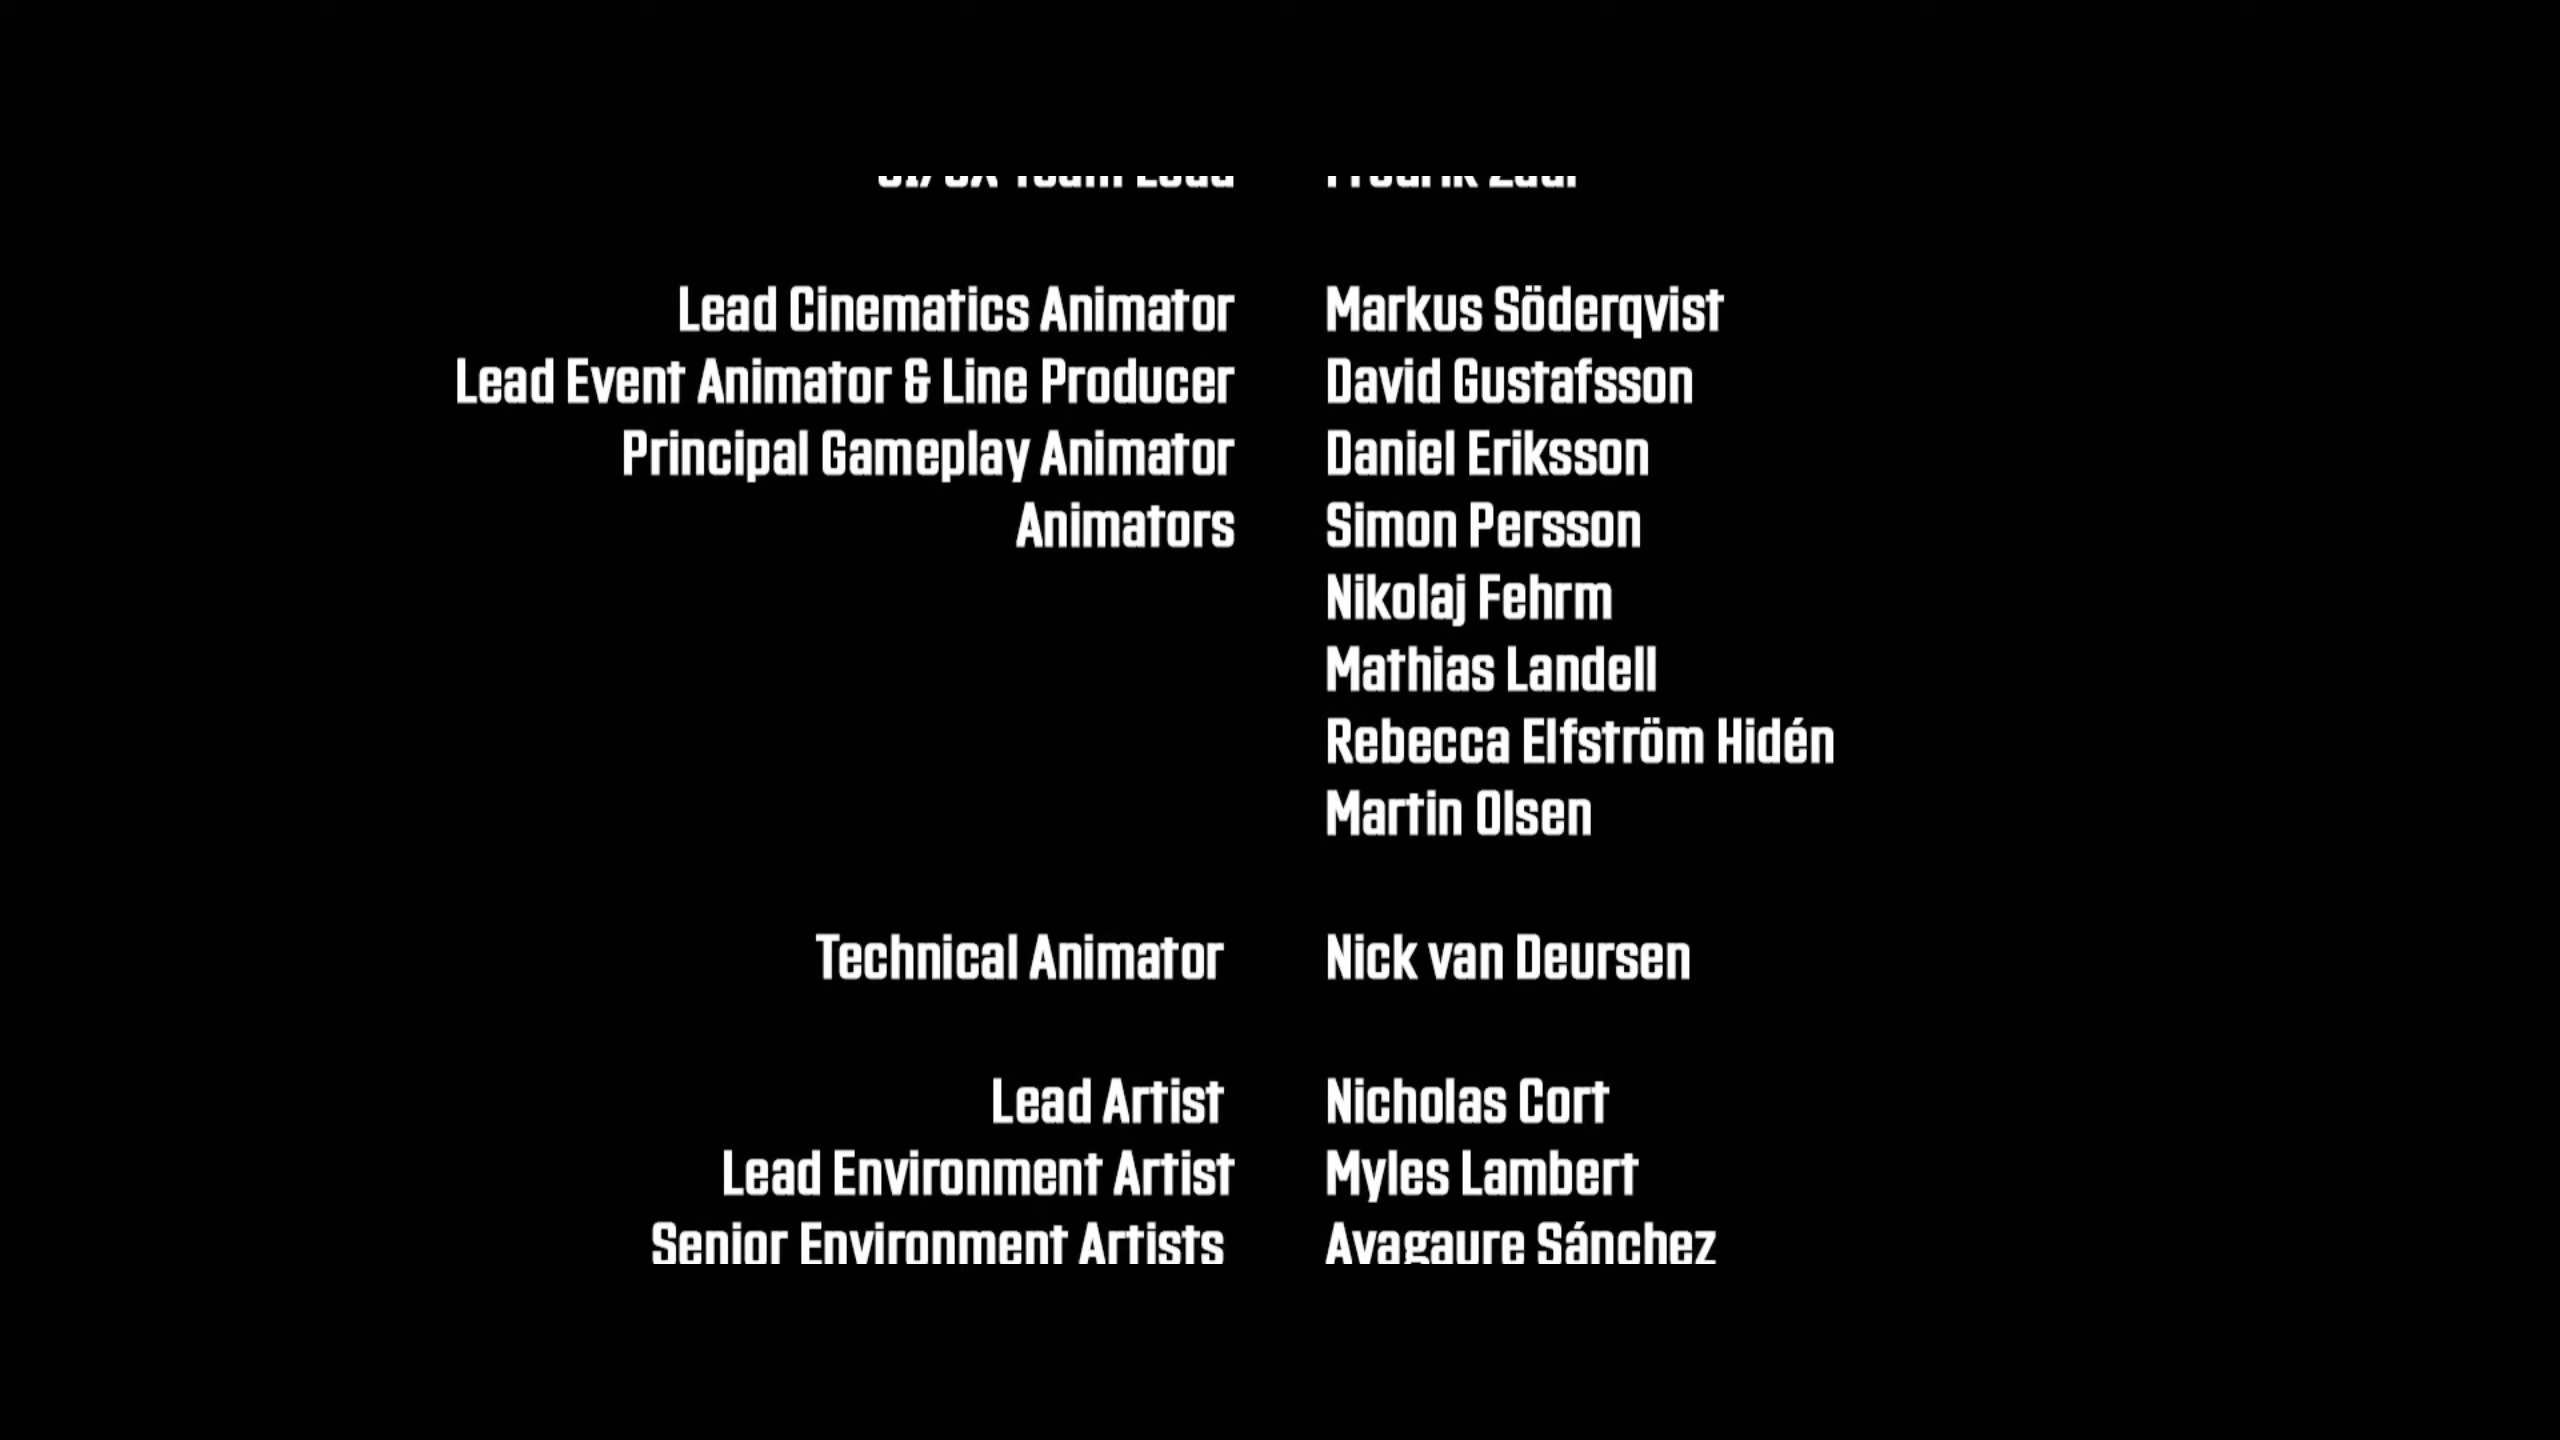 Lead Cinematics Animator Markus Söderqvist
Lead Event Animator & Line Producer David Gustafsson
Principal Gameplay Animator Daniel Eriksson
Animators Simon Persson
Nikolaj Fehrm
Mathias Landell
Rebecca Elfström Hidén
Martin Olsen
Technical Animator Nick van Deursen
Lead Artist Nicholas Cort
Lead Environment Artist Myles Lambert
Senior Environment Artists Ayagaure Sánchez